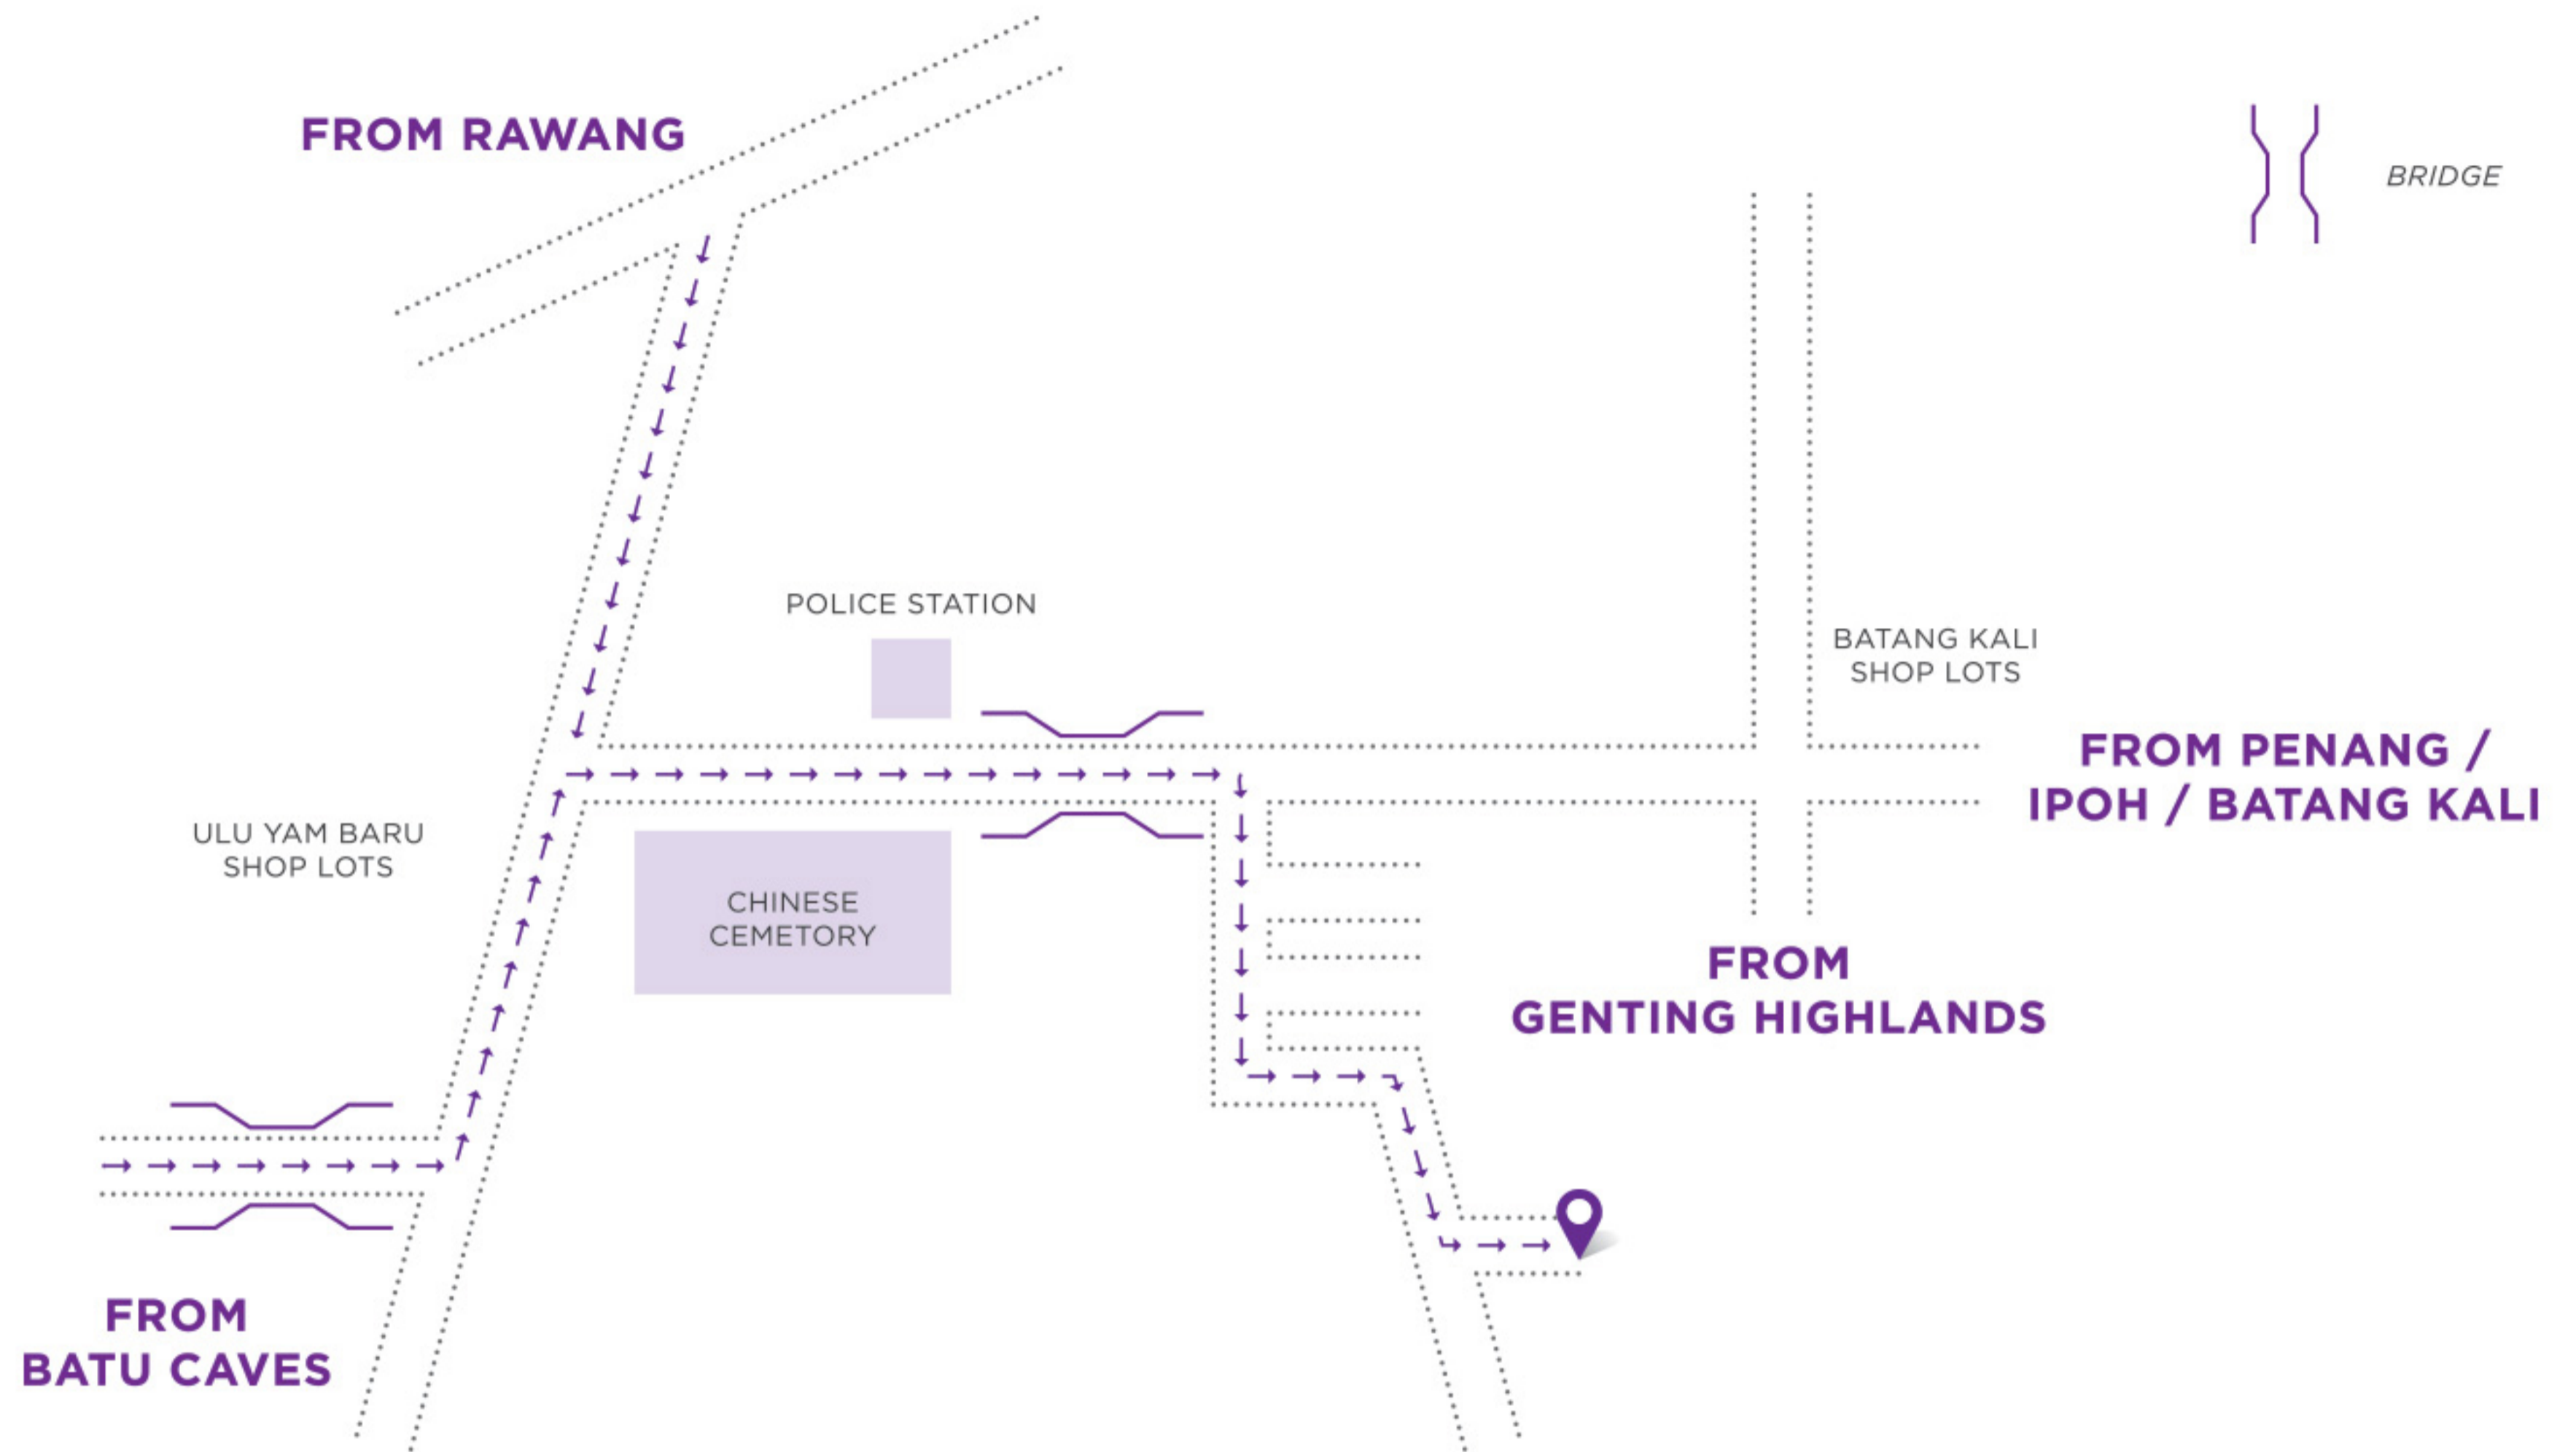 FROM RAWANG
BRIDGE
POLICE STATION
BATANG KALI
SHOP LOTS
FROM PENANG /
IPOH / BATANG KALI
ULU YAM BARU
SHOP LOTS
CHINESE
CEMETORY
FROM
GENTING HIGHLANDS
FROM
BATU CAVES